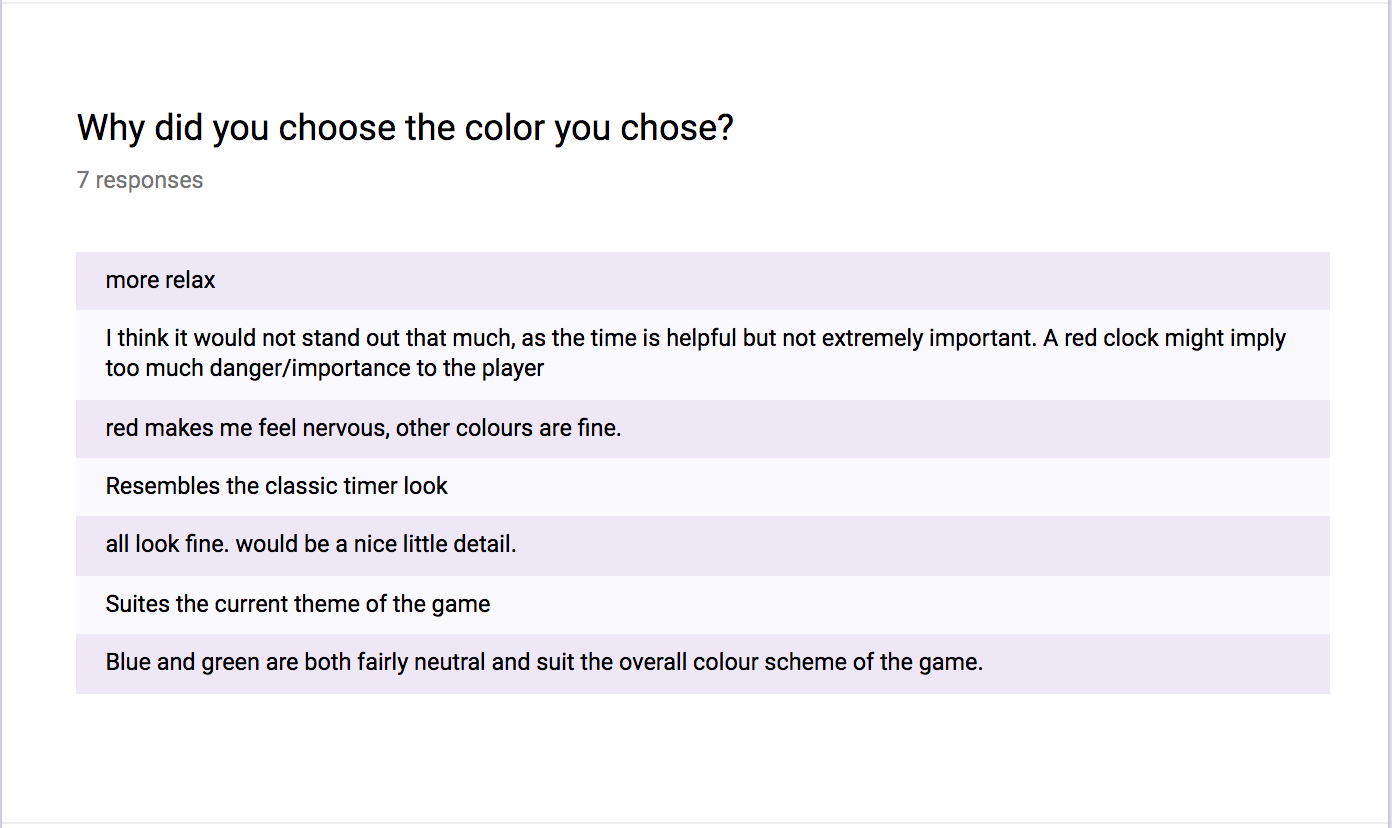 Why did you choose the color you chose?
7 responses
more relax
I think it would not stand out that much, as the time is helpful but not extremely important. A red clock might imply
too much danger/importance to the player
red makes me feel nervous, other colours are fine.
Resembles the classic timer look
all look fine. would be a nice little detail.
Suites the current theme of the game
Blue and green are both fairly neutral and suit the overall colour scheme of the game.